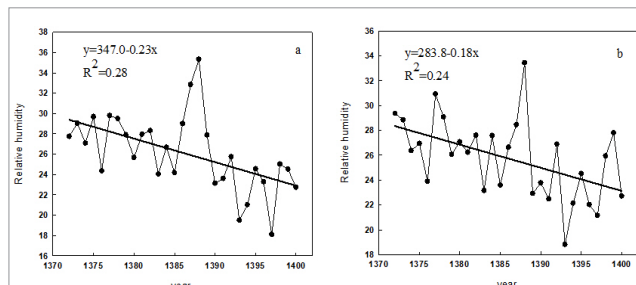 38
36
34
32
30
28
26
24
22
20
18
16
Relative humidity
y=347.0-0.23x
R2=0.28
a
1370 1375 1380 1385 1390 1395 1400
year
36
34
32
30
28
26
24
22
20
18
Relative humidity
y=283.8-0.18x
R2=0.24
b
1370 1375 1380 1385 1390 1395 1400
year